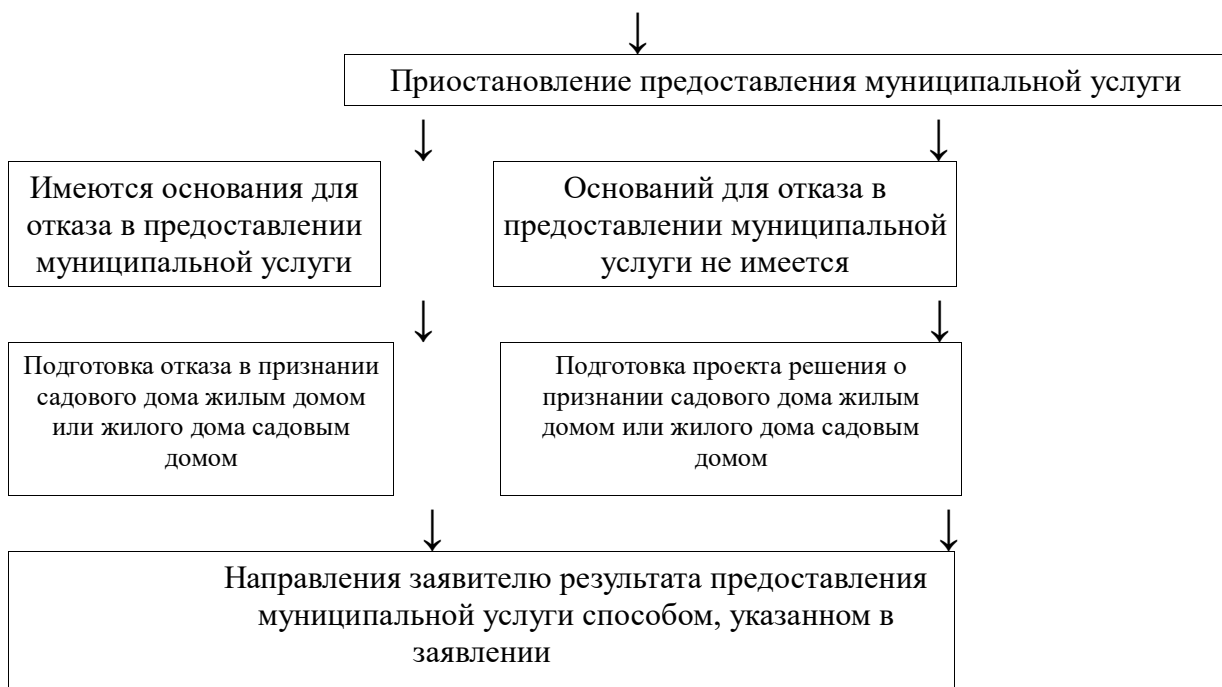 Приостановление предоставления муниципальной услуги
Имеются основания для
отказа в предоставлении
муниципальной услуги
Оснований для отказа в
предоставлении муниципальной
услуги не имеется
Подготовка отказа в признании
садового дома жилым домом
или жилого дома садовым
домом
Подготовка проекта решения о
признании садового дома жилым
домом или жилого дома садовым
домом
Направления заявителю результата предоставления
муниципальной услуги способом, указанном в
заявлении